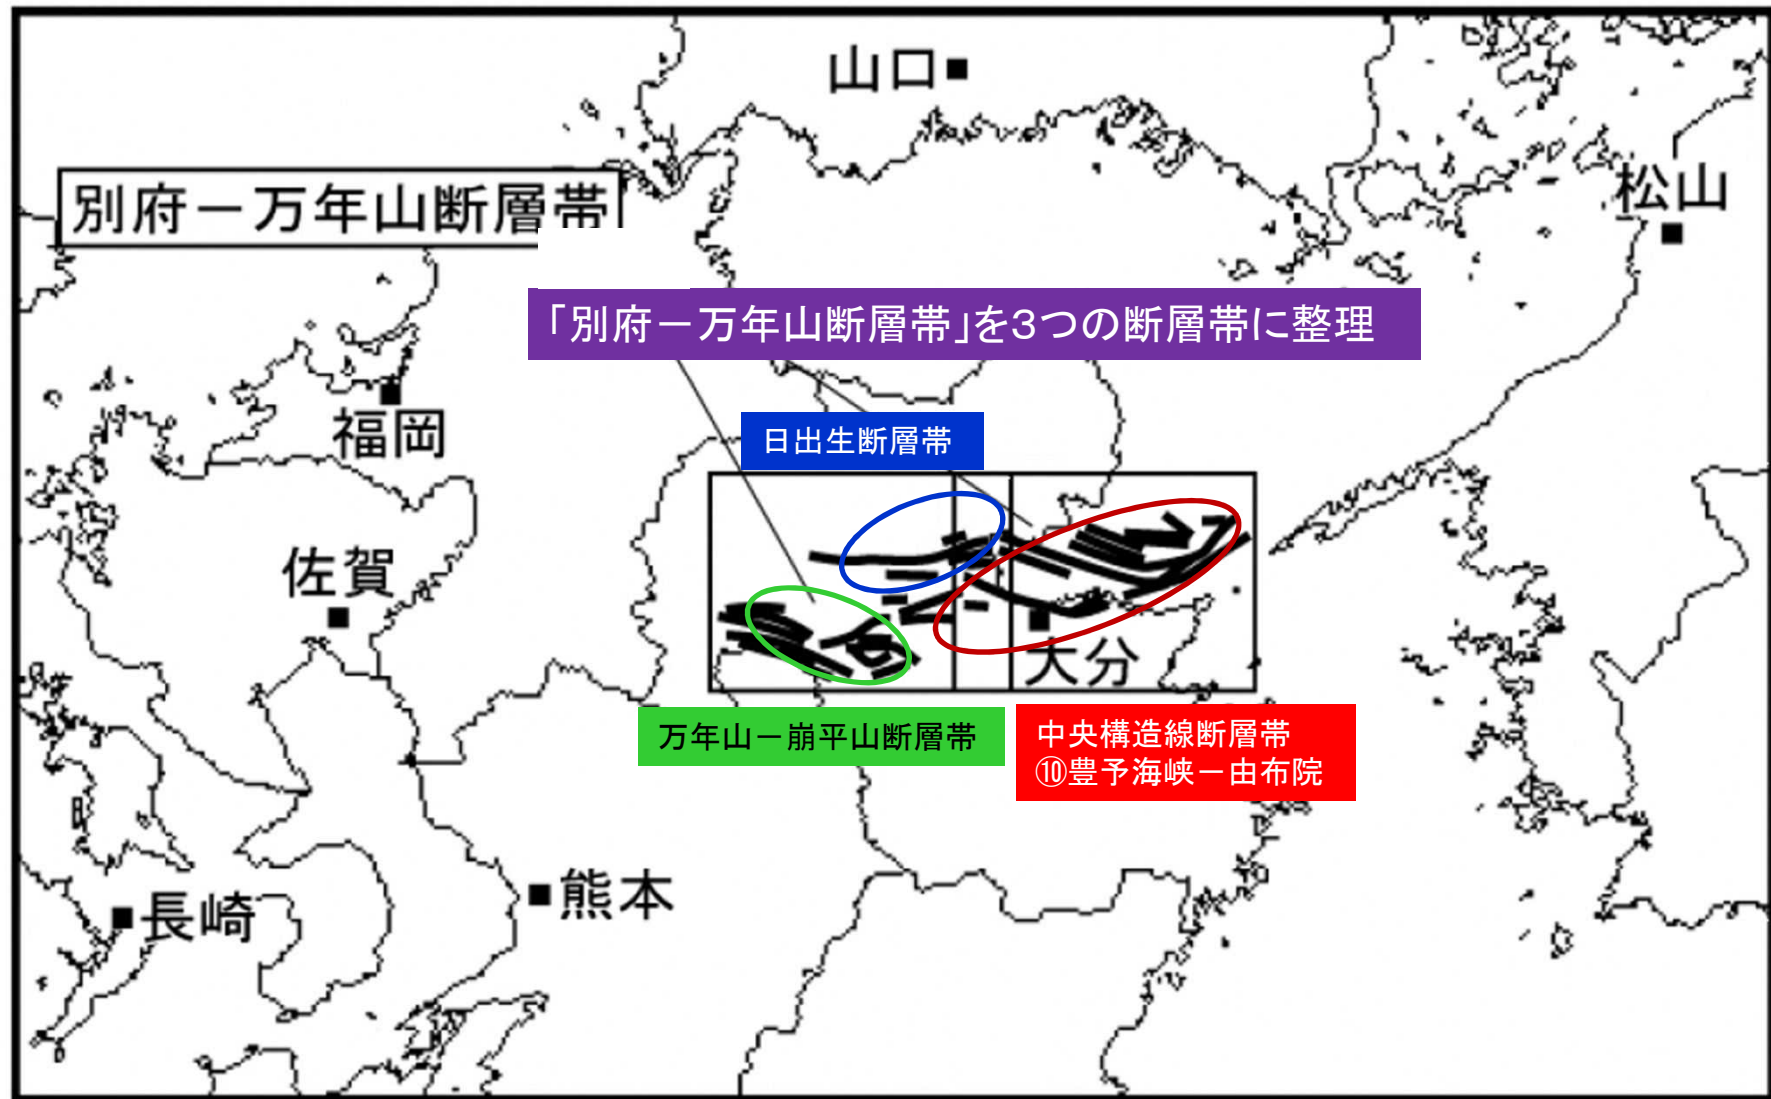 山口
別府－万年山断層帯
松山
「別府－万年山断層帯」を3つの断層帯に整理
福岡
日出生断層帯
佐賀
大分
万年山－崩平山断層帯
中央構造線断層帯
⑩豊予海峡－由布院
熊本
長崎